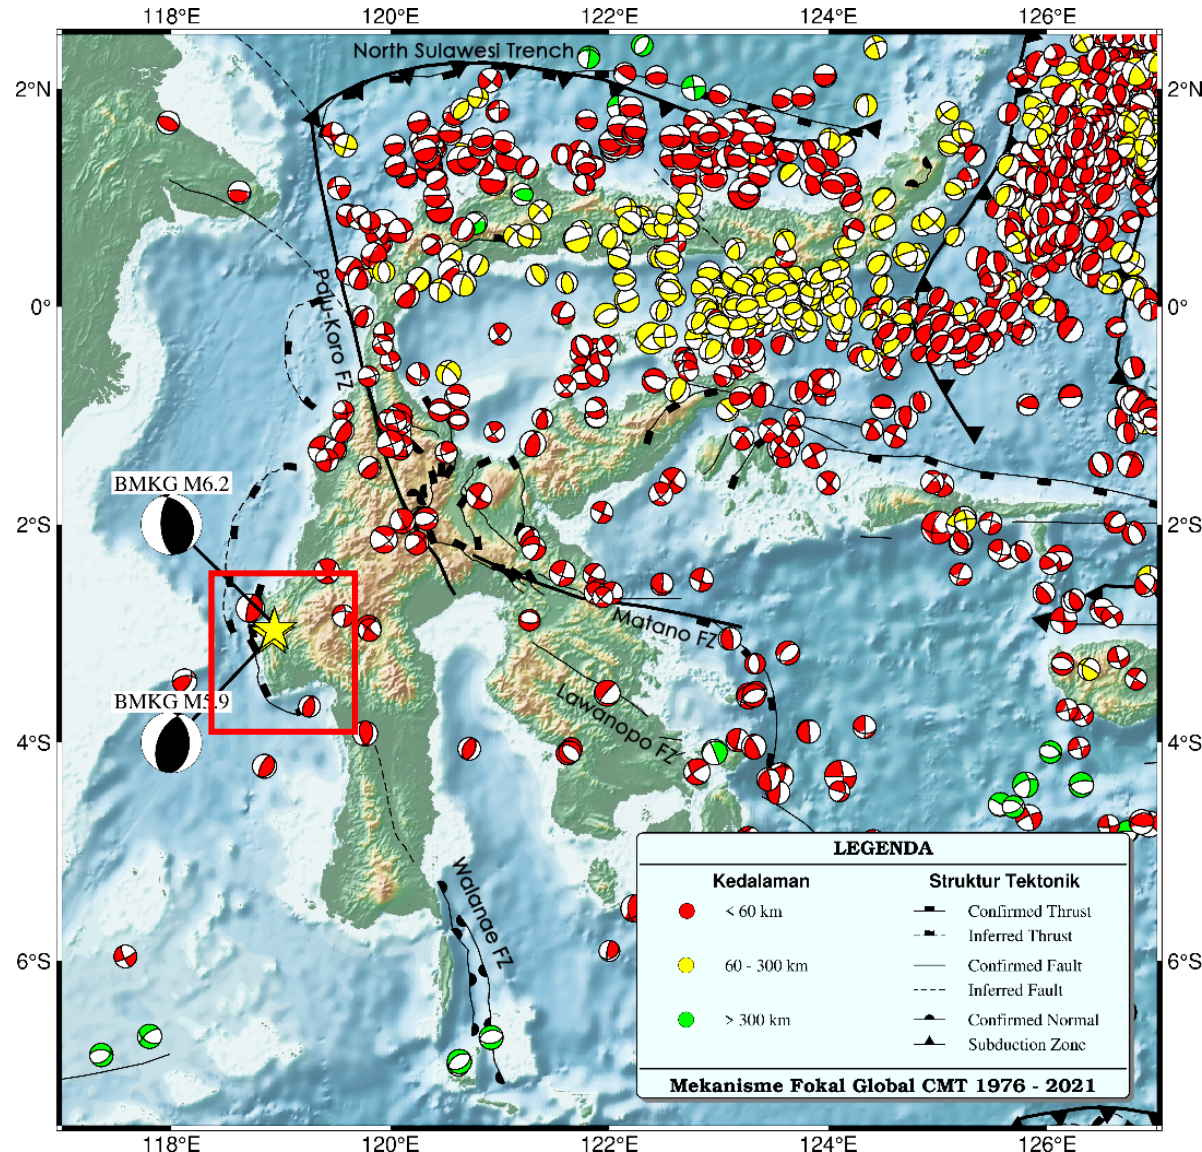 118°E 120°E 122°E 124°E 126°E
North Sulawesi Trench
2°N 2°N
Palu-Koro FZ
0° 0°
BMKG M6.2
2°S 2°S
Matano FZ
Lawanopo FZ
BMKG M5.9
4°S 4°S
Walanae FZ
6°S 6°S
LEGENDA
Kedalaman Struktur Tektonik
< 60 km Confirmed Thrust
Inferred Thrust
60 - 300 km Confirmed Fault
Inferred Fault
> 300 km Confirmed Normal
Subduction Zone
Mekanisme Fokal Global CMT 1976 - 2021
118°E 120°E 122°E 124°E 126°E